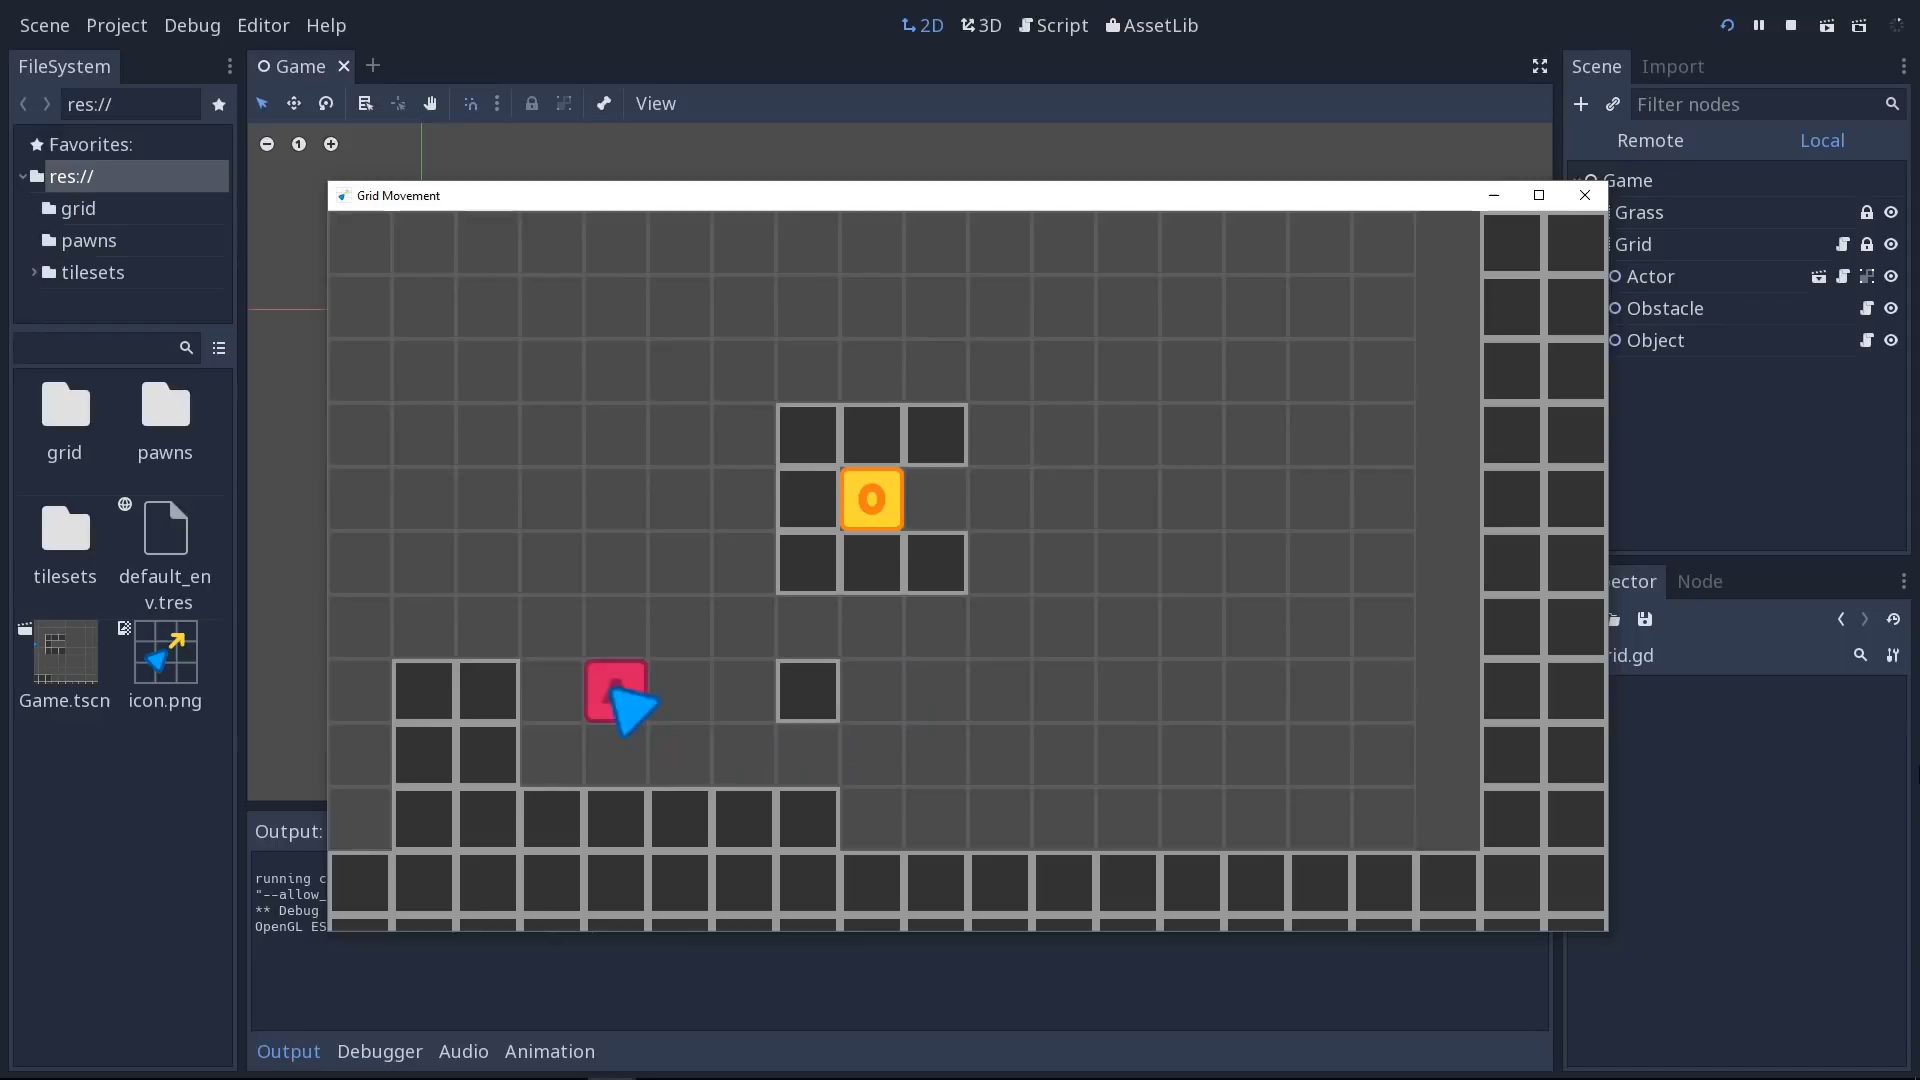 Scene Project Debug Editor Help
2D 3D Script AssetLib
FileSystem
res://
Favorites:
res://
grid
pawns
tilesets
grid pawns
tilesets default_en
v.tres
Game.tscn icon.png
Game
View
1
Grid Movement
O
Output:
running c
"--allow_
** Debug
OpenGL ES
Output Debugger Audio Animation
Scene Import
Filter nodes
Remote Local
Game
Grass
Grid
Actor
Obstacle
Object
ector Node
rid.gd